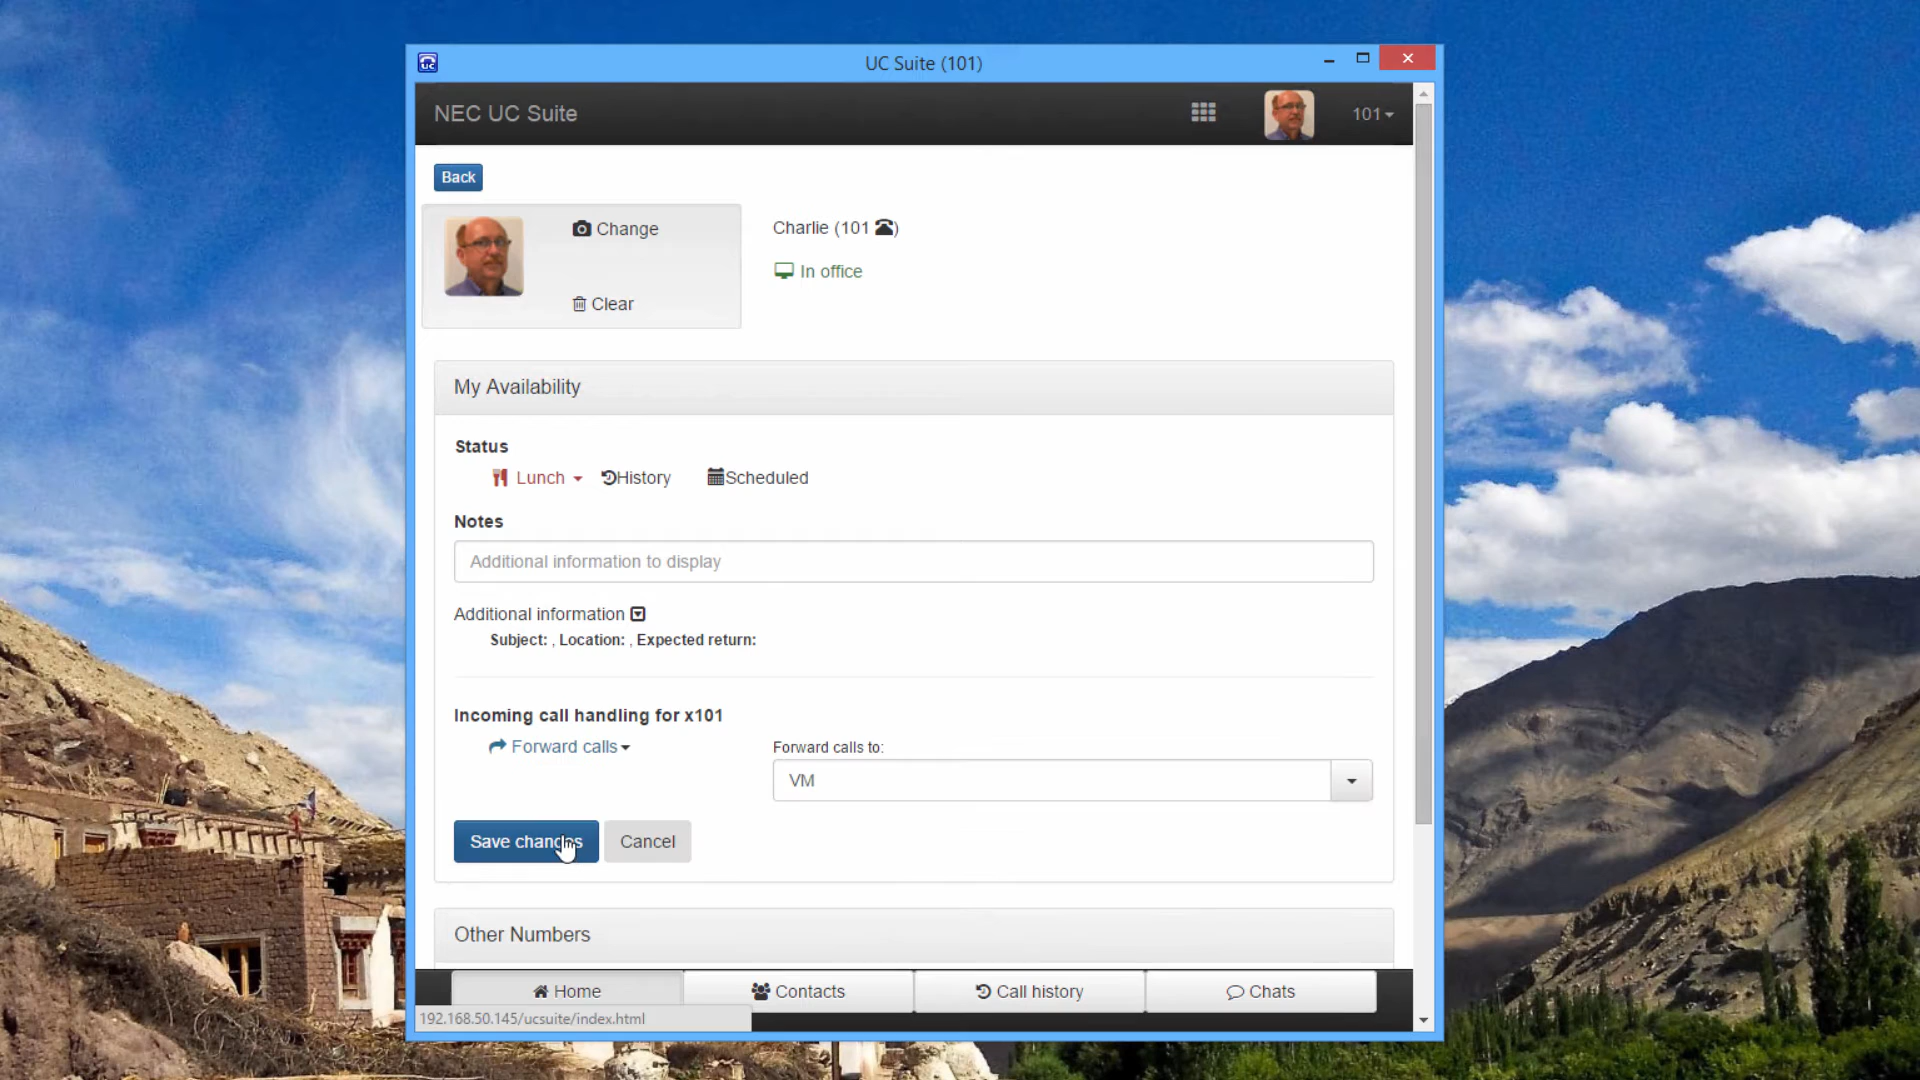 UC Suite (101)
NEC UC Suite
101
Back
Change
Clear
Charlie (101 )
In office
My Availability
Status
Lunch
History
Scheduled
Notes
Additional information to display
Additional information
Subject: , Location: , Expected return:
Incoming call handling for x101
Forward calls
Forward calls to:
VM
Save changes
Cancel
Other Numbers
Home
Contacts
Call history
Chats
192.168.50.145/ucsuite/index.html